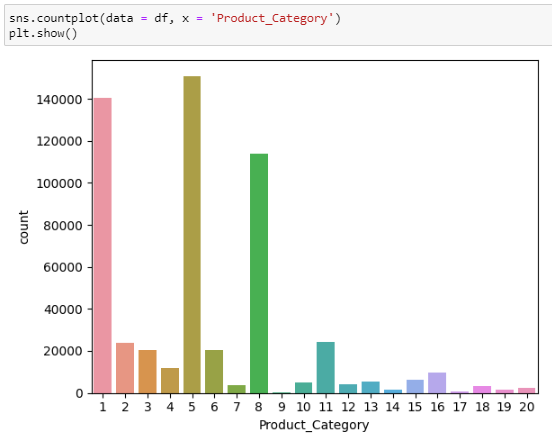 sns.countplot(data = df, x = 'Product_Category')
plt.show()
140000
120000
100000
80000
60000
40000
20000
0
count
1 2 3 4 5 6 7 8 9 10 11 12 13 14 15 16 17 18 19 20
Product_Category